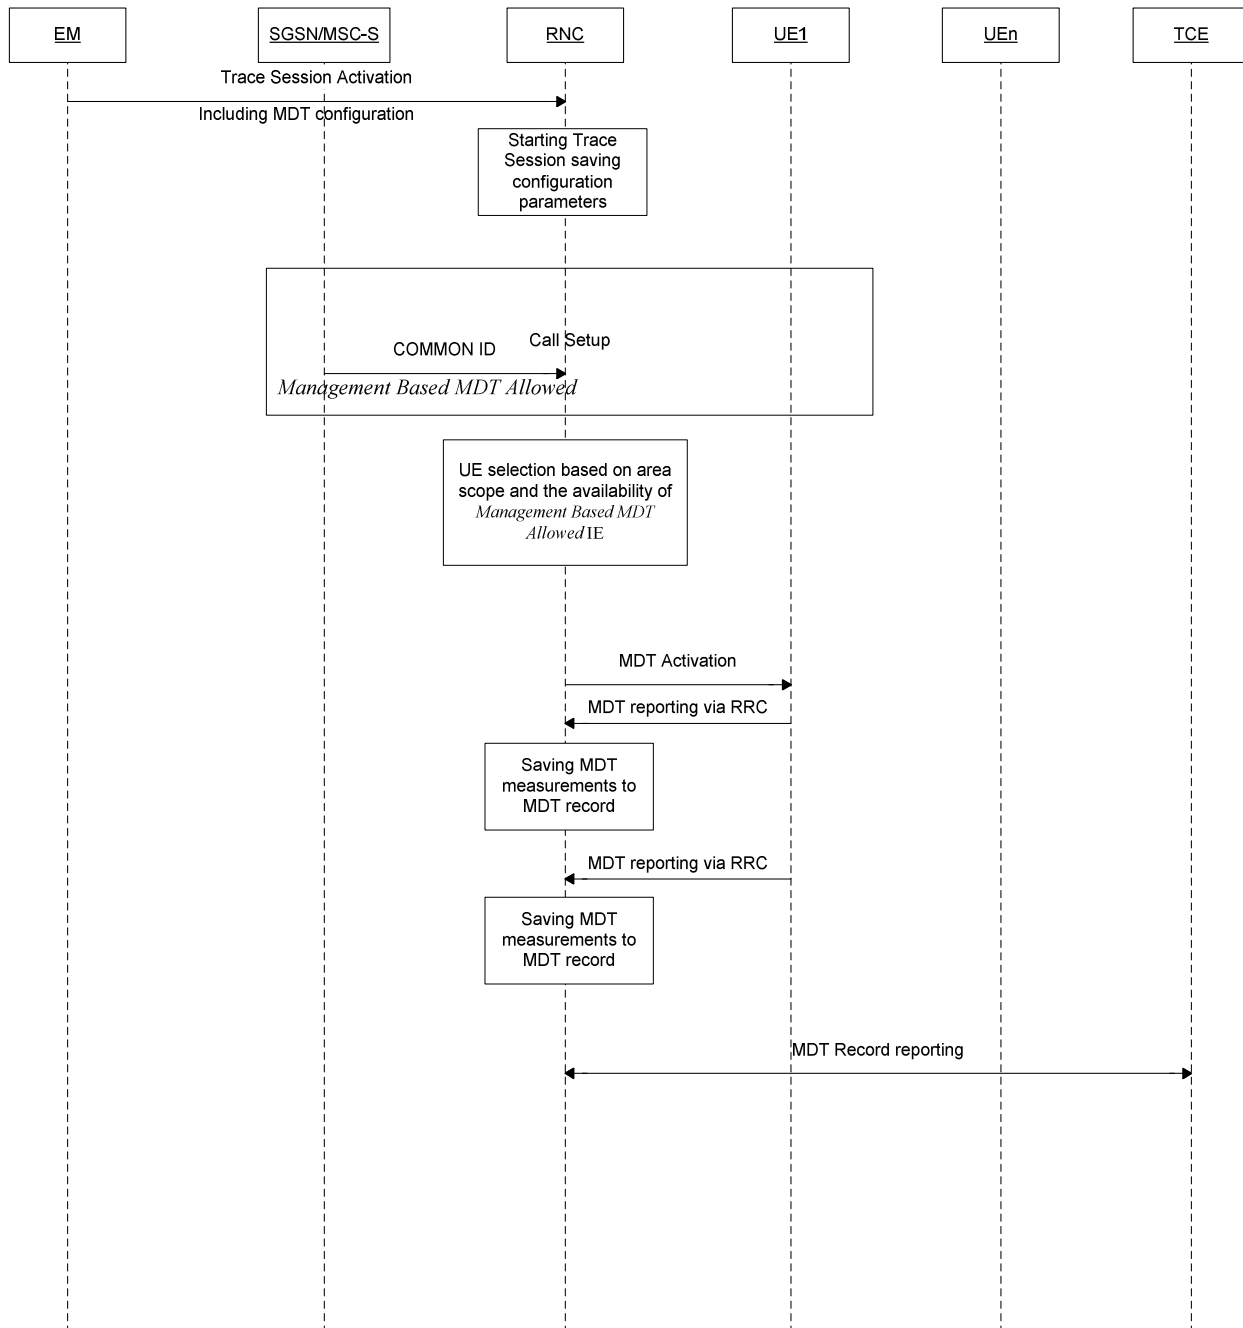 EM
SGSN/MSC-S
RNC
UE1
UEn
TCE
Trace Session Activation
Including MDT configuration
Starting Trace
Session saving
configuration
parameters
Call Setup
COMMON ID
Management Based MDT Allowed
UE selection based on area
scope and the availability of
Management Based MDT
Allowed IE
MDT Activation
MDT reporting via RRC
Saving MDT
measurements to
MDT record
MDT reporting via RRC
Saving MDT
measurements to
MDT record
MDT Record reporting